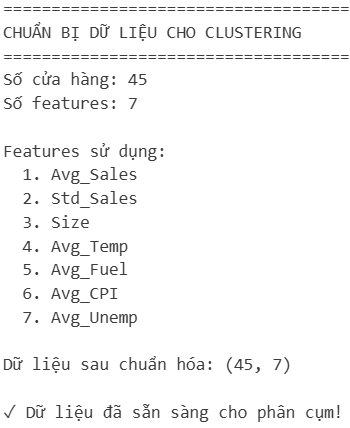 ====================================
CHUẨN BỊ DỮ LIỆU CHO CLUSTERING
====================================
Số cửa hàng: 45
Số features: 7
Features sử dụng:
1. Avg_Sales
2. Std_Sales
3. Size
4. Avg_Temp
5. Avg_Fuel
6. Avg_CPI
7. Avg_Unemp
Dữ liệu sau chuẩn hóa: (45, 7)
✓ Dữ liệu đã sẵn sàng cho phân cụm!